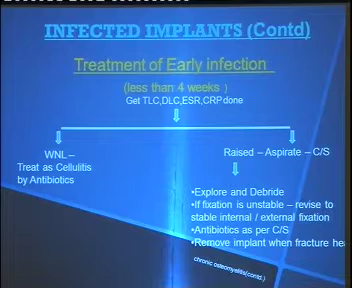 INFECTED IMPLANTS (Contd)
Treatment of Early infection
(less than 4 weeks )
Get TLC,DLC,ESR,CRP done
WNL –
Treat as Cellulitis
by Antibiotics
Raised – Aspirate – C/S
•Explore and Debride
•If fixation is unstable – revise to
stable internal / external fixation
•Antibiotics as per C/S
•Remove implant when fracture hea
chronic osteomyelitis(contd.)